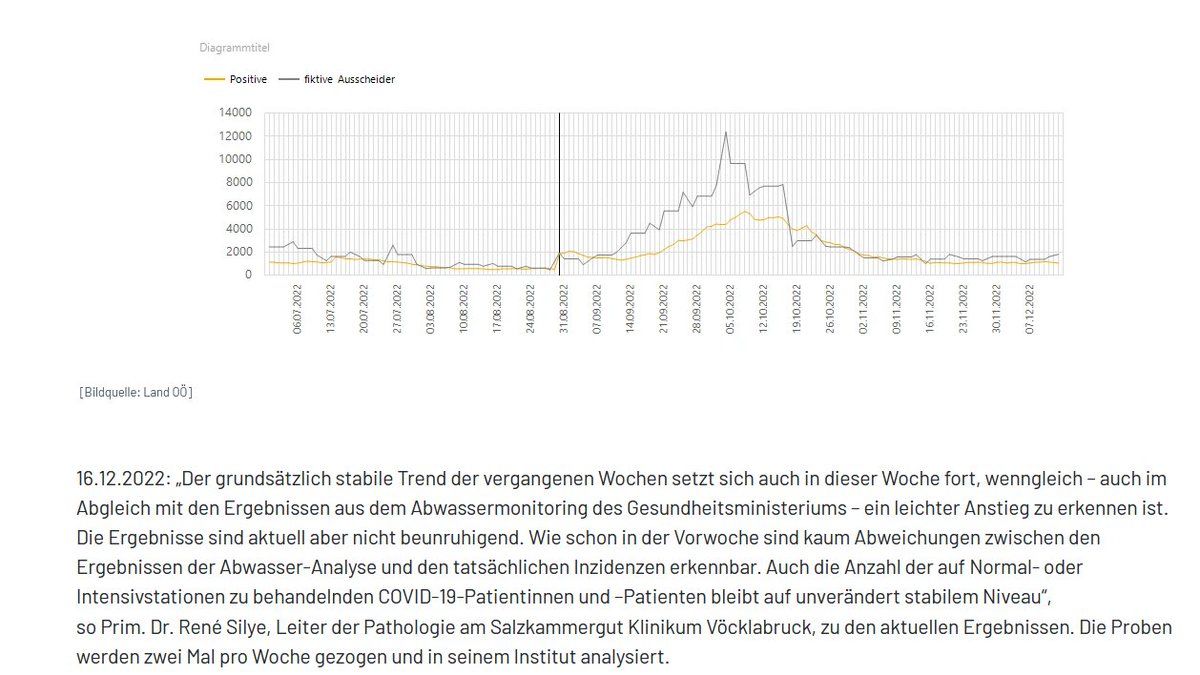 Diagrammtitel
Positive fiktive Ausscheider
14000
12000
10000
8000
6000
4000
2000
0
06.07.2022 13.07.2022 20.07.2022 27.07.2022 03.08.2022 10.08.2022 17.08.2022 24.08.2022 31.08.2022 07.09.2022 14.09.2022 21.09.2022 28.09.2022 05.10.2022 12.10.2022 19.10.2022 26.10.2022 02.11.2022 09.11.2022 16.11.2022 23.11.2022 30.11.2022 07.12.2022
[Bildquelle: Land OÖ]
16.12.2022: „Der grundsätzlich stabile Trend der vergangenen Wochen setzt sich auch in dieser Woche fort, wenngleich – auch im
Abgleich mit den Ergebnissen aus dem Abwassermonitoring des Gesundheitsministeriums – ein leichter Anstieg zu erkennen ist.
Die Ergebnisse sind aktuell aber nicht beunruhigend. Wie schon in der Vorwoche sind kaum Abweichungen zwischen den
Ergebnissen der Abwasser-Analyse und den tatsächlichen Inzidenzen erkennbar. Auch die Anzahl der auf Normal- oder
Intensivstationen zu behandelnden COVID-19-Patientinnen und –Patienten bleibt auf unverändert stabilem Niveau“,
so Prim. Dr. René Silye, Leiter der Pathologie am Salzkammergut Klinikum Vöcklabruck, zu den aktuellen Ergebnissen. Die Proben
werden zwei Mal pro Woche gezogen und in seinem Institut analysiert.